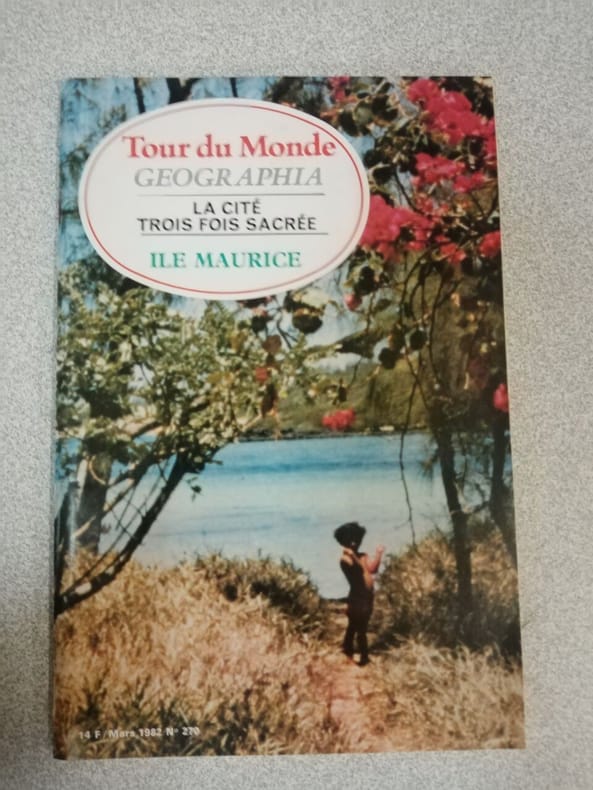 Tour du Monde
GEOGRAPHIA
LA CITÉ
TROIS FOIS SACRÉE
ILE MAURICE
14 F / Mars 1982 N° 270